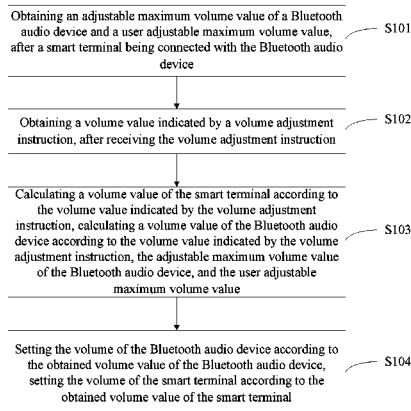 Obtaining an adjustable maximum volume value of a Bluetooth
audio device and a user adjustable maximum volume value,
after a smart terminal being connected with the Bluetooth audio
device
S101
Obtaining a volume value indicated by a volume adjustment
instruction, after receiving the volume adjustment instruction
S102
Calculating a volume value of the smart terminal according to
the volume value indicated by the volume adjustment
instruction, calculating a volume value of the Bluetooth audio
device according to the volume value indicated by the volume
adjustment instruction, the adjustable maximum volume value
of the Bluetooth audio device, and the user adjustable
maximum volume value
S103
Setting the volume of the Bluetooth audio device according to
the obtained volume value of the Bluetooth audio device,
setting the volume of the smart terminal according to the
obtained volume value of the smart terminal
S104